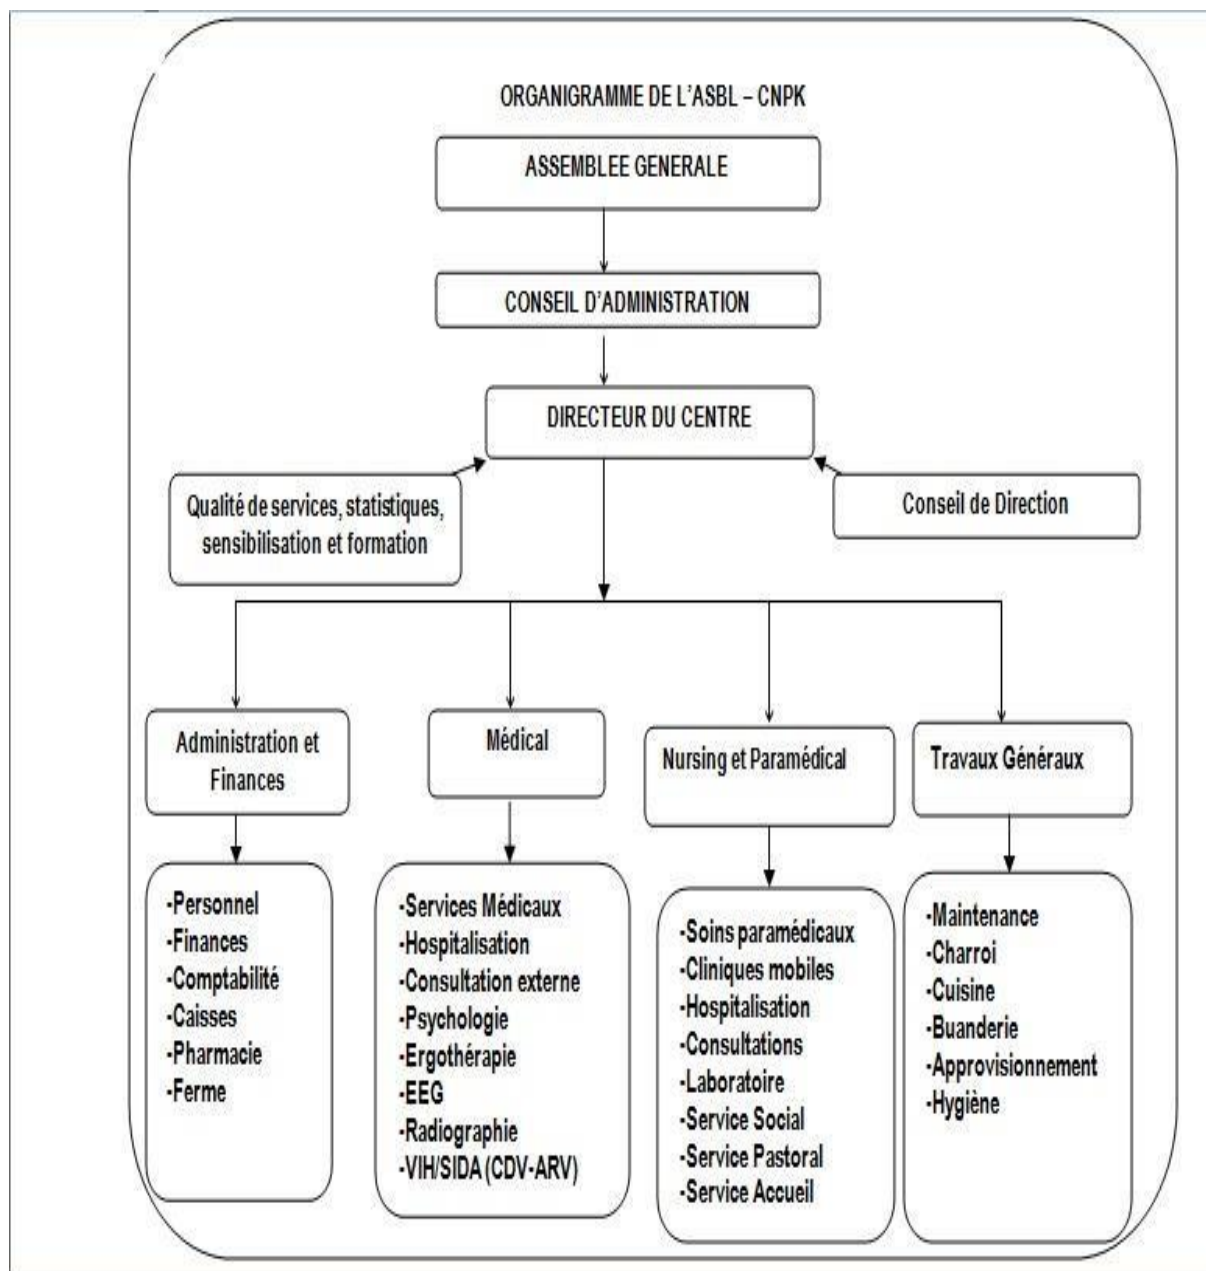 ORGANIGRAMME DE L'ASBL – CNPK
ASSEMBLEE GENERALE
CONSEIL D'ADMINISTRATION
DIRECTEUR DU CENTRE
Qualité de services, statistiques,
sensibilisation et formation
Conseil de Direction
Administration et
Finances
Médical
Nursing et Paramédical
Travaux Généraux
-Personnel
-Finances
-Comptabilité
-Caisses
-Pharmacie
-Ferme
-Services Médicaux
-Hospitalisation
-Consultation externe
-Psychologie
-Ergothérapie
-EEG
-Radiographie
-VIH/SIDA (CDV-ARV)
-Soins paramédicaux
-Cliniques mobiles
-Hospitalisation
-Consultations
-Laboratoire
-Service Social
-Service Pastoral
-Service Accueil
-Maintenance
-Charroi
-Cuisine
-Buanderie
-Approvisionnement
-Hygiène